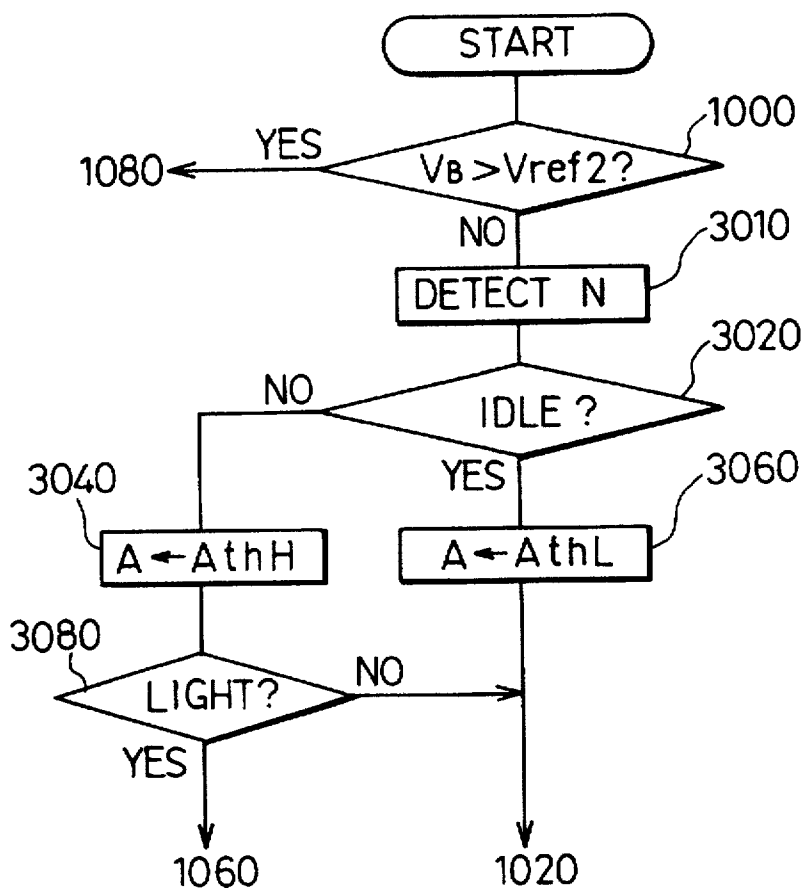 START
1000
YES
1080
VB>Vref2?
NO
3010
DETECT N
3020
NO
IDLE ?
YES
3040
3060
A←AthH
A←AthL
3080
LIGHT?
NO
YES
1060
1020